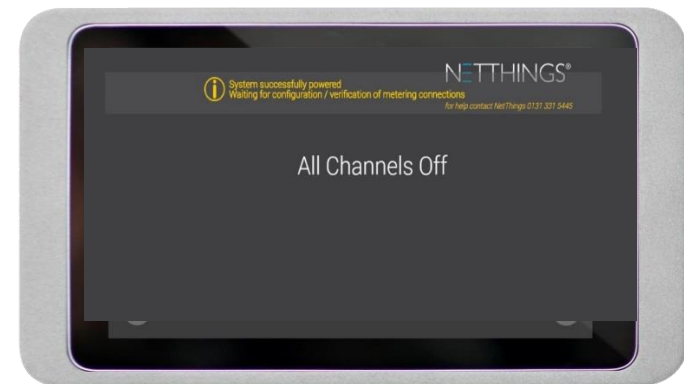 NETTHINGS®
System successfully powered
Waiting for configuration / verification of metering connections
for help contact NetThings 0131 331 5445
All Channels Off